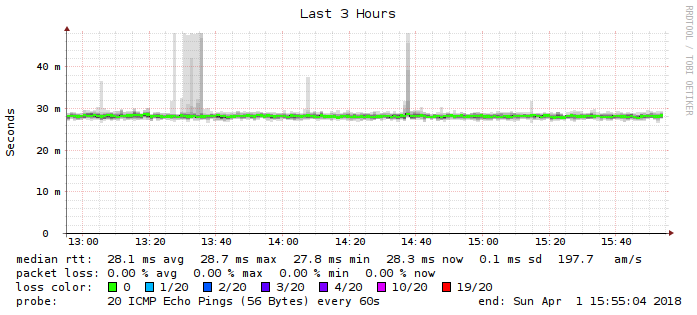 Last 3 Hours
RRDTOOL / TOBI OETIKER
Seconds
40 m
30 m
20 m
10 m
0
13:00 13:20 13:40 14:00 14:20 14:40 15:00 15:20 15:40
median rtt: 28.1 ms avg 28.7 ms max 27.8 ms min 28.3 ms now 0.1 ms sd 197.7 am/s
packet loss: 0.00 % avg 0.00 % max 0.00 % min 0.00 % now
loss color: 0 1/20 2/20 3/20 4/20 10/20 19/20
probe: 20 ICMP Echo Pings (56 Bytes) every 60s end: Sun Apr 1 15:55:04 2018